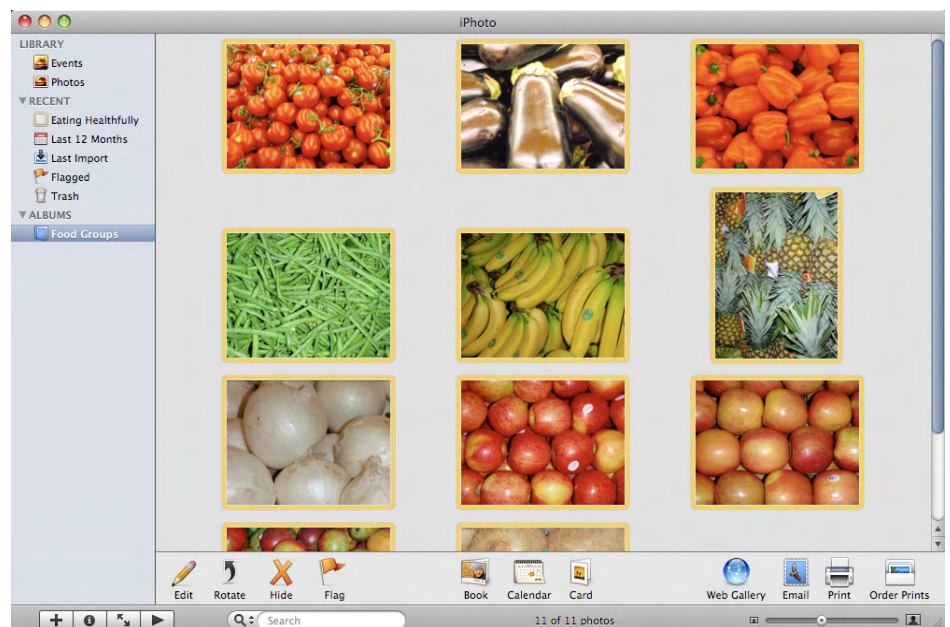 iPhoto
LIBRARY
Events
Photos
RECENT
Eating Healthfully
Last 12 Months
Last Import
Flagged
Trash
ALBUMS
Food Groups
Edit Rotate Hide Flag Book Calendar Card Web Gallery Email Print Order Prints
Search 11 of 11 photos